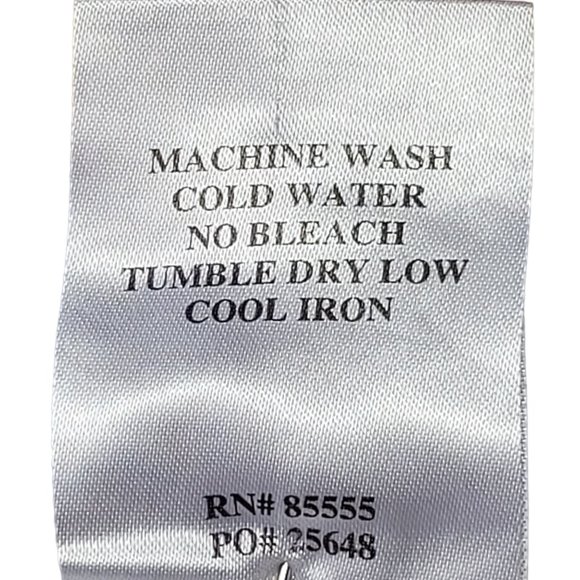 MACHINE WASH
COLD WATER
NO BLEACH
TUMBLE DRY LOW
COOL IRON
RN# 85555
PO# 25648